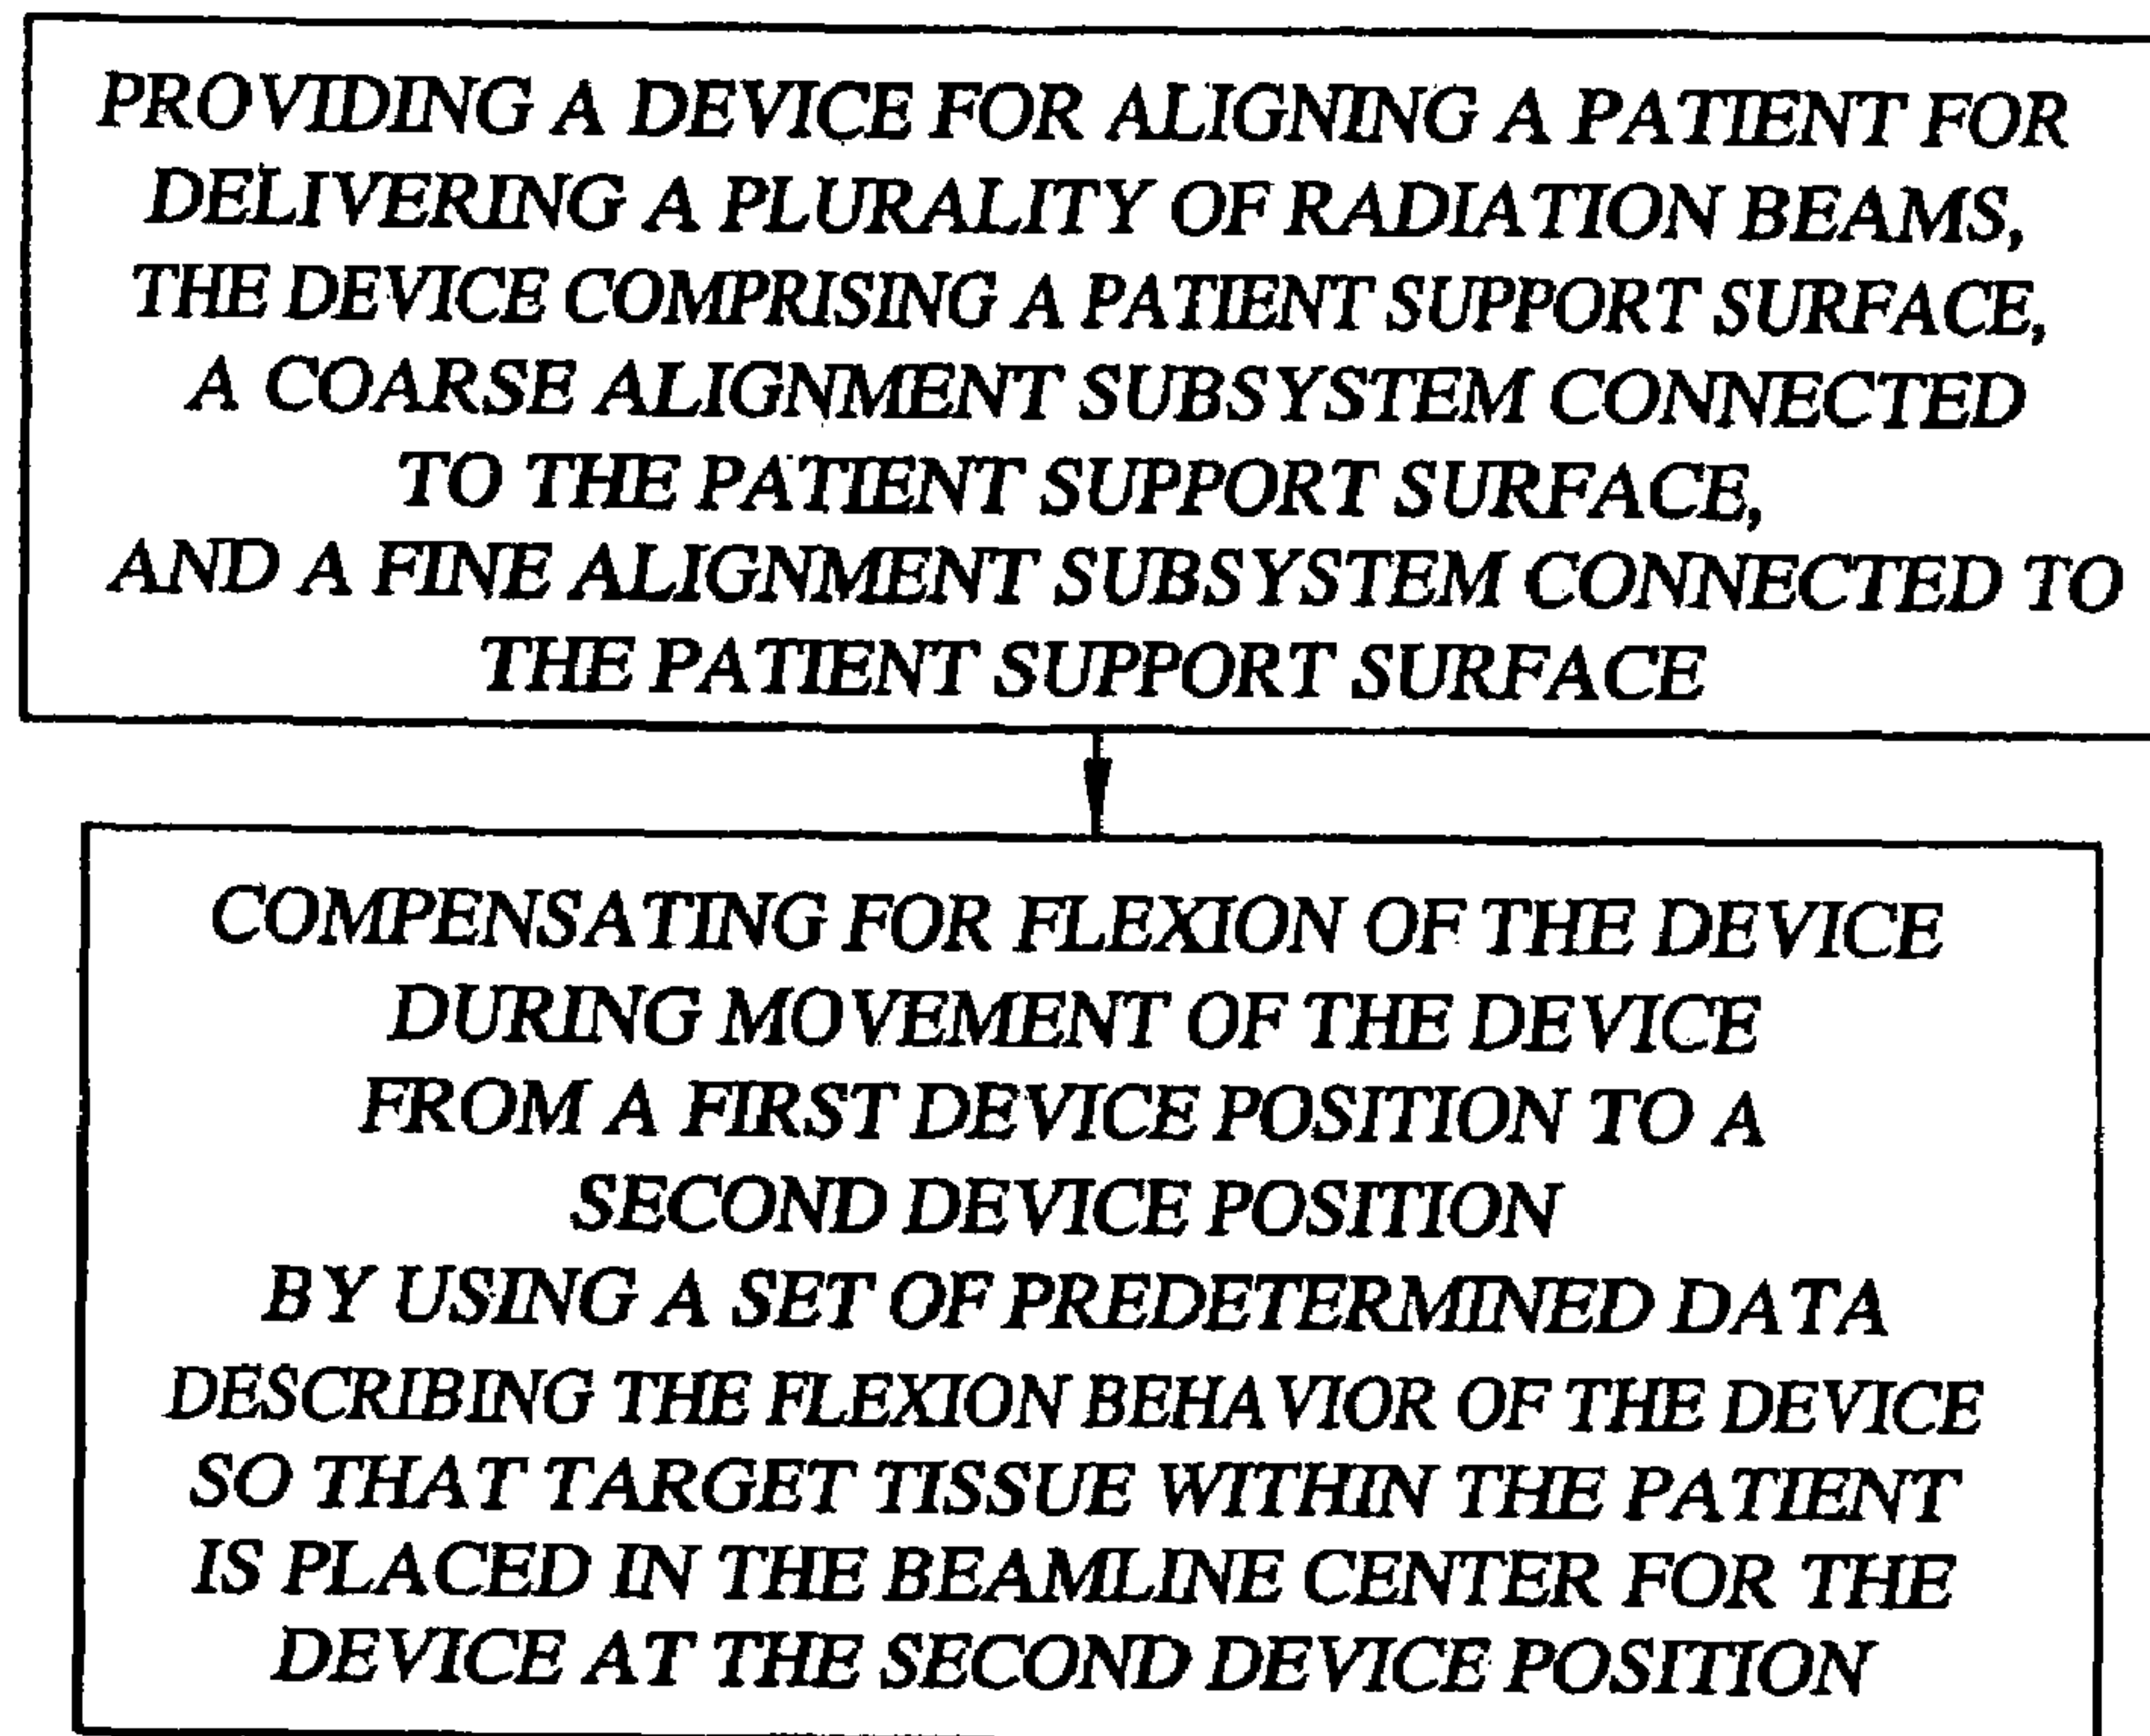 PROVIDING A DEVICE FOR ALIGNING A PATIENT FOR
DELIVERING A PLURALITY OF RADIATION BEAMS,
THE DEVICE COMPRISING A PATIENT SUPPORT SURFACE,
A COARSE ALIGNMENT SUBSYSTEM CONNECTED
TO THE PATIENT SUPPORT SURFACE,
AND A FINE ALIGNMENT SUBSYSTEM CONNECTED TO
THE PATIENT SUPPORT SURFACE
COMPENSATING FOR FLEXION OF THE DEVICE
DURING MOVEMENT OF THE DEVICE
FROM A FIRST DEVICE POSITION TO A
SECOND DEVICE POSITION
BY USING A SET OF PREDETERMINED DATA
DESCRIBING THE FLEXION BEHAVIOR OF THE DEVICE
SO THAT TARGET TISSUE WITHIN THE PATIENT
IS PLACED IN THE BEAMLINE CENTER FOR THE
DEVICE AT THE SECOND DEVICE POSITION